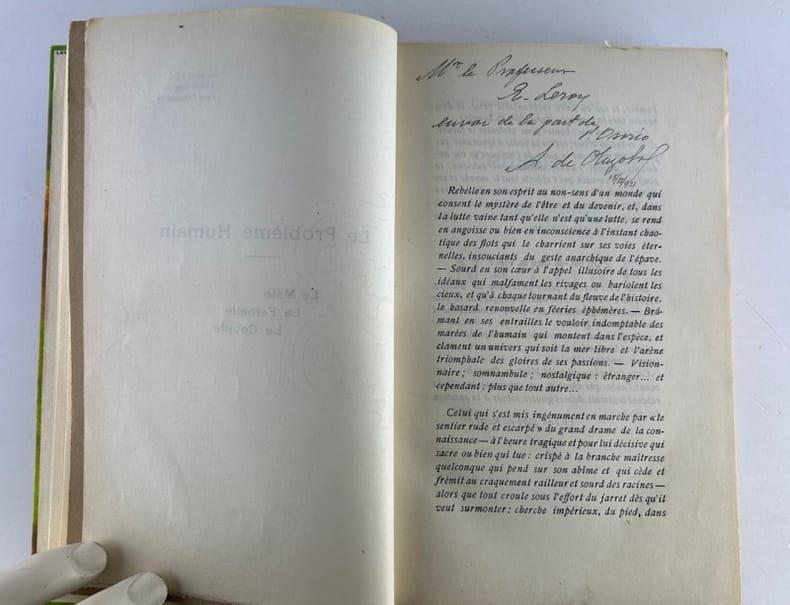 Le Problème Humain
Le Mâle
La Femelle
Le Couple
Mr le Professeur
E. Leroy
envoi de la part de
A. de
Rebelle en son esprit au non-sens d'un monde qui
consent le mystère de l'être et du devenir, et, dans
la lutte vaine tant qu'elle n'est qu'une lutte, se rend
en angoisse ou bien en inconscience à l'instant chao-
tique des flots qui le charrient sur ses voies éter-
nelles, insouciants du geste anarchique de l'épave.
— Sourd en son cœur à l'appel illusoire de tous les
idéaux qui malfament les rivages ou bariolent les
cieux, et qu'à chaque tournant du fleuve de l'histoire,
le hasard renouvelle en féeries éphémères. — Bra-
mant en ses entrailles le vouloir indomptable des
marées de l'humain qui montent dans l'espèce, et
clament un univers qui soit la mer libre et l'arène
triomphale des gloires de ses passions. — Vision-
naire ; somnambule ; nostalgique : étranger... et
cependant : plus que tout autre...
Celui qui s'est mis ingénument en marche par « le
sentier rude et escarpé » du grand drame de la con-
naissance — à l'heure tragique et pour lui décisive qui
sacre ou bien qui tue : crispé à la branche maîtresse
quelconque qui pend sur son abîme et qui cède et
frémit au craquement railleur et sourd des racines —
alors que tout croule sous l'effort du jarret dès qu'il
veut surmonter : cherche impérieux, du pied, dans